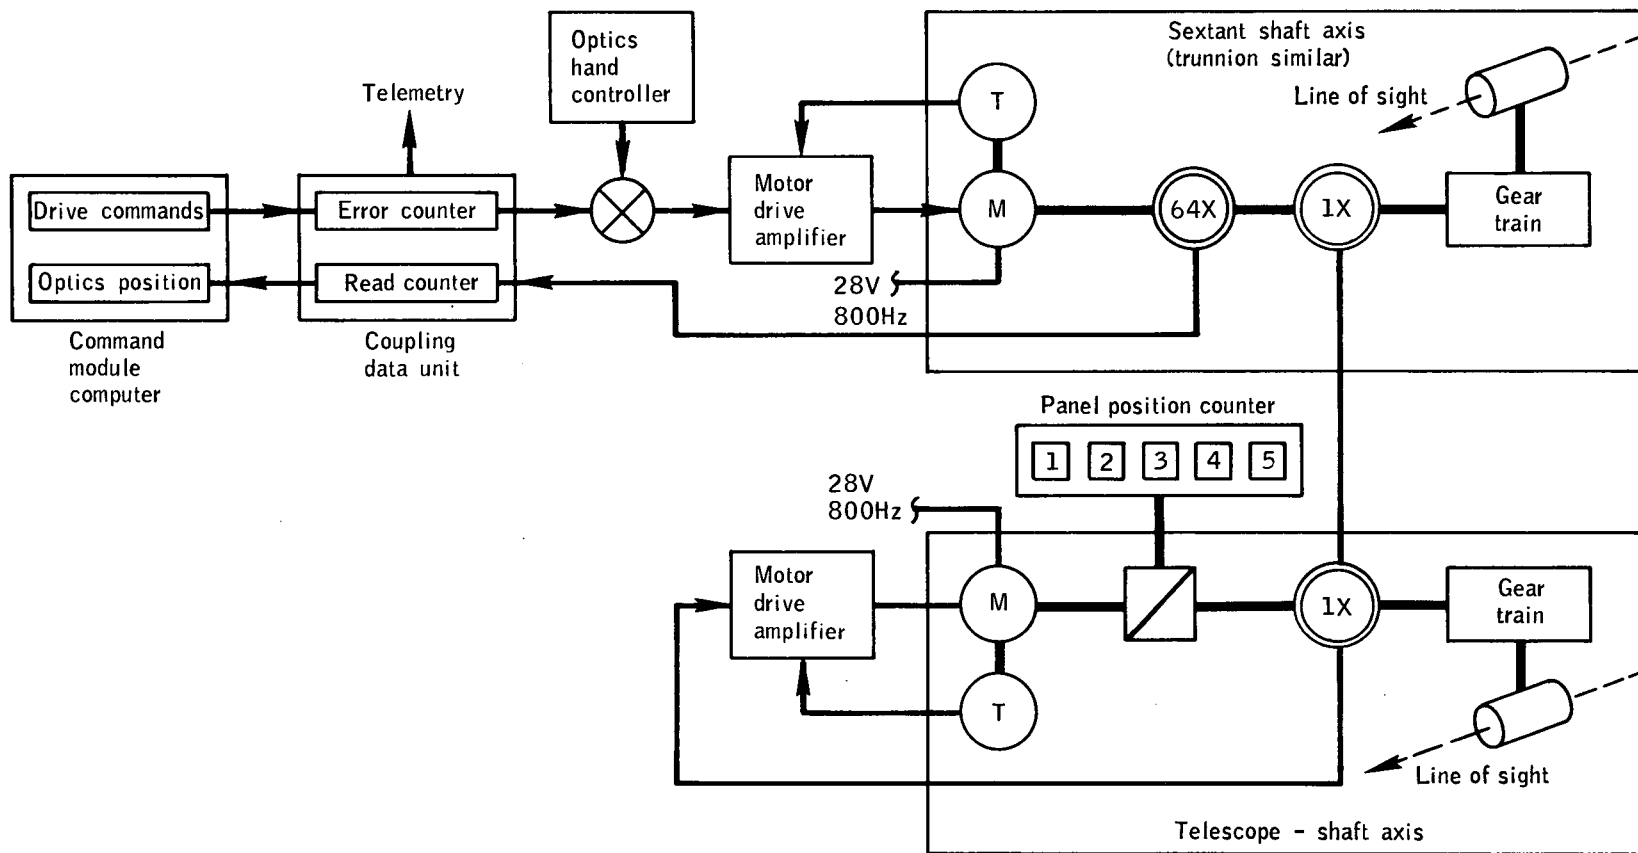 Optics
hand
controller
Sextant shaft axis
(trunnion similar)
Line of sight
Telemetry
T
Drive commands
Error counter
Motor
drive
amplifier
M
64X
1X
Gear
train
Optics position
Read counter
28V
800Hz
Command
module
computer
Coupling
data unit
Panel position counter
1 2 3 4 5
28V
800Hz
Motor
drive
amplifier
M
1X
Gear
train
T
Line of sight
Telescope - shaft axis